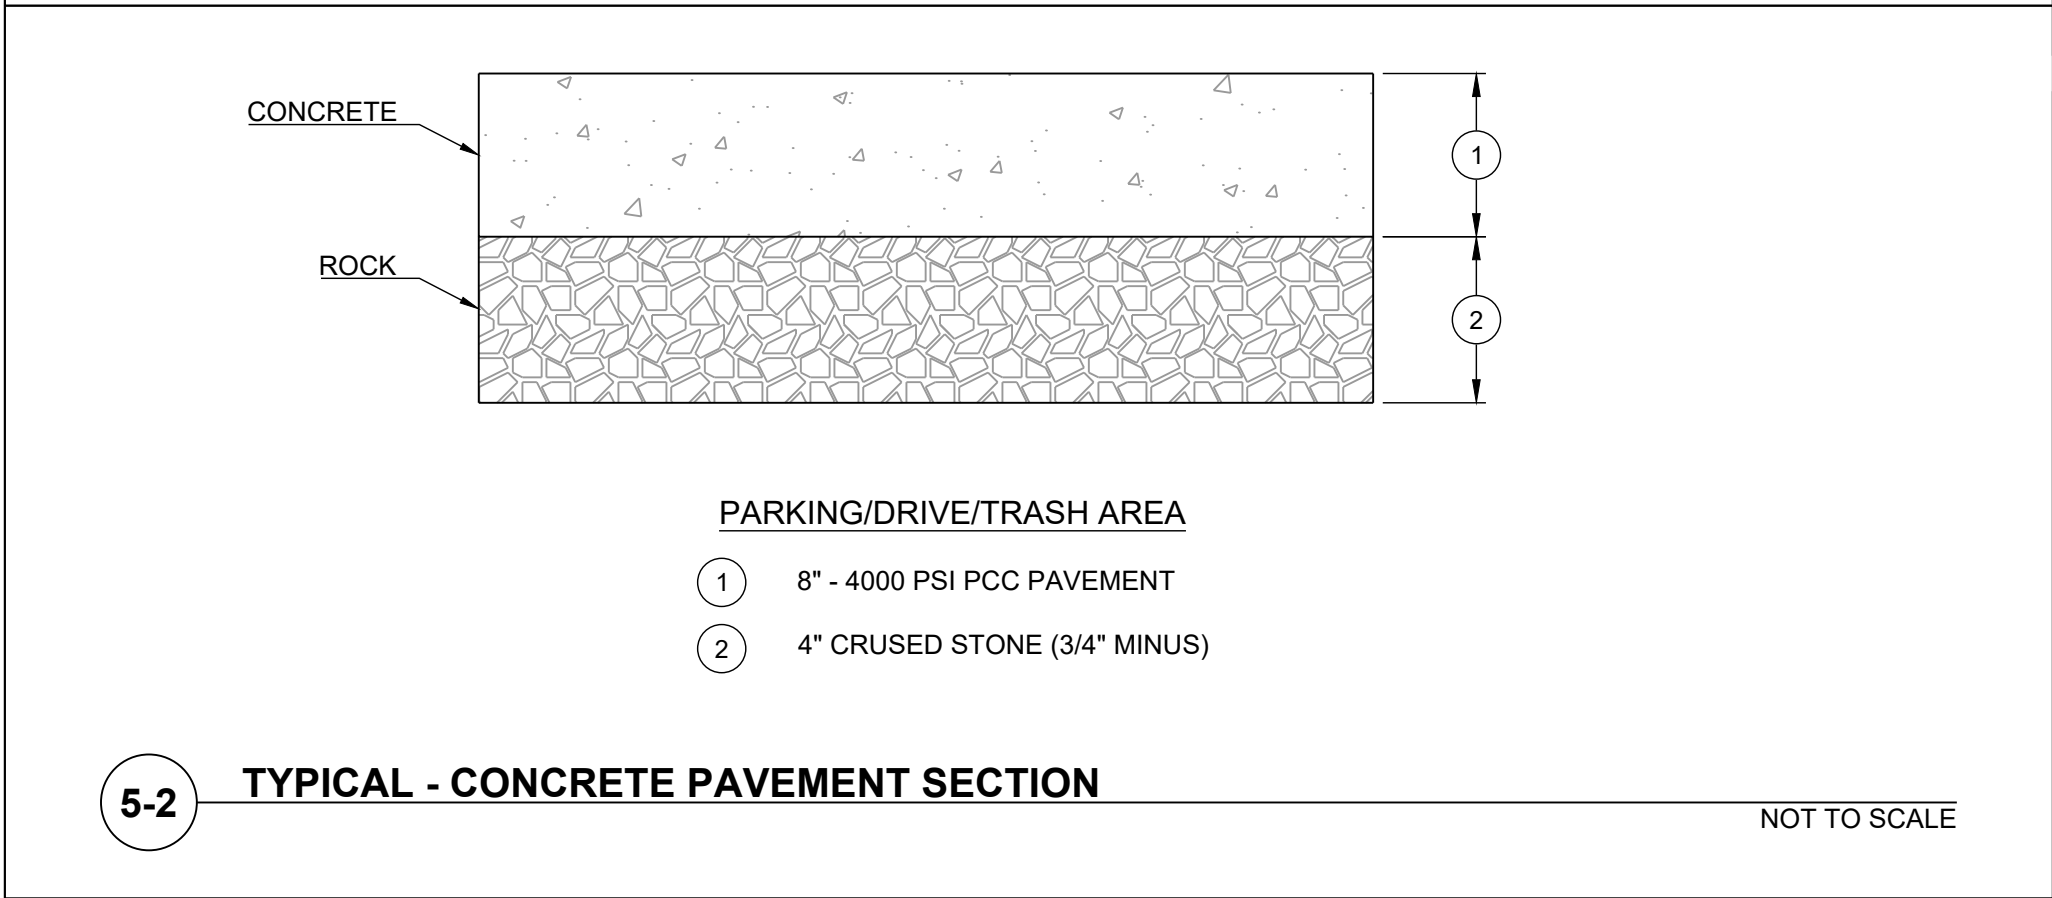 CONCRETE
1
ROCK
2
PARKING/DRIVE/TRASH AREA
1 8" - 4000 PSI PCC PAVEMENT
2 4" CRUSED STONE (3/4" MINUS)
5-2 TYPICAL - CONCRETE PAVEMENT SECTION
NOT TO SCALE